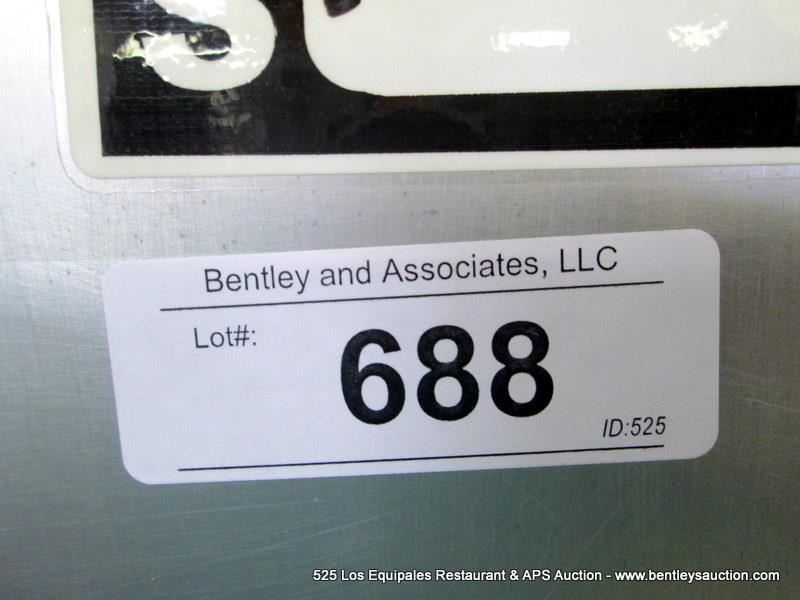 Bentley and Associates, LLC
Lot#:
688
ID:525
525 Los Equipales Restaurant & APS Auction - www.bentleysauction.com